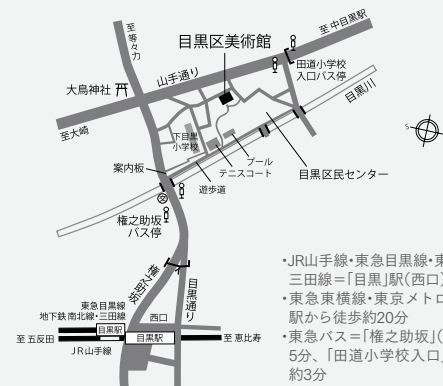 至 中目黒駅
至 等々力
目黒区美術館
山手通り
田道小学校
入口バス停
大鳥神社
目黒川
至 大崎
下目黒
小学校
プール
テニスコート
案内板
遊歩道
目黒区民センター
S
権之助坂
バス停
権之助坂
目黒通り
東急目黒線
地下鉄 南北線・三田線
目黒駅
西口
至 五反田
目黒駅
至 恵比寿
JR山手線
・JR山手線・東急目黒線・東
三田線=「目黒」駅(西口)
・東急東横線・東京メトロ
駅から徒歩約20分
・東急バス=「権之助坂」(
5分、「田道小学校入口」
約3分